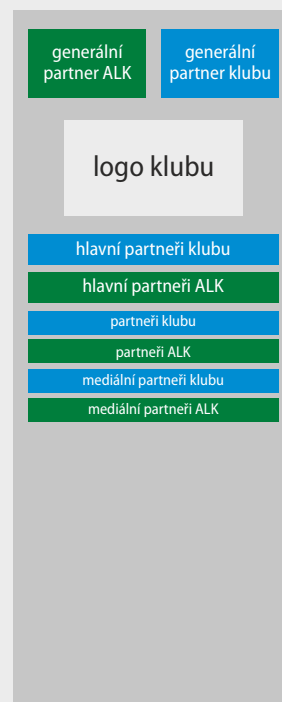 generální
partner ALK
generální
partner klubu
logo klubu
hlavní partneři klubu
hlavní partneři ALK
partneři klubu
partneři ALK
mediální partneři klubu
mediální partneři ALK